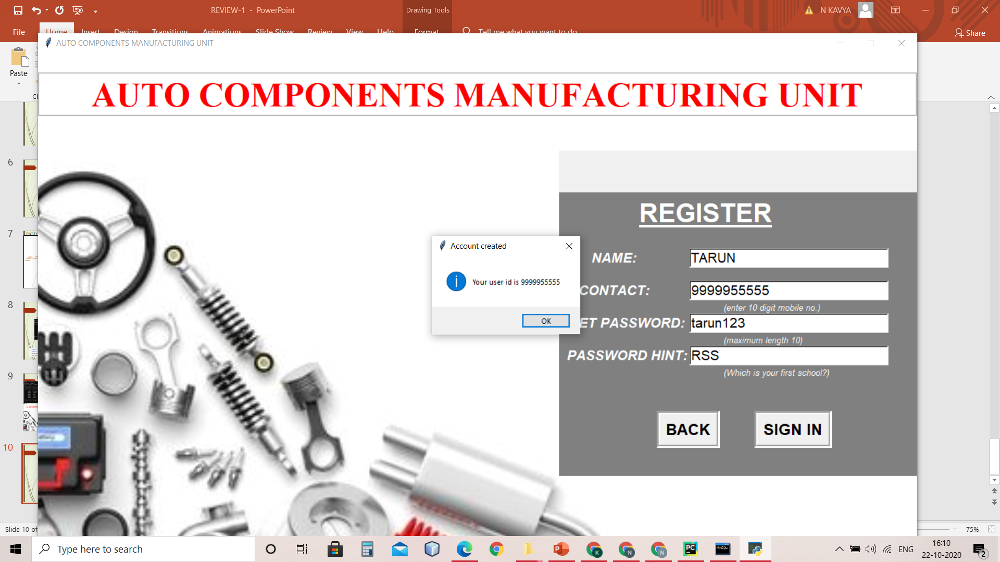 REVIEW-1 - PowerPoint
Drawing Tools
N KAVYA
File
Home
Insert
Design
Transitions
Animations
Slide Show
Review
View
Help
Format
Tell me what you want to do
Share
AUTO COMPONENTS MANUFACTURING UNIT
Paste
AUTO COMPONENTS MANUFACTURING UNIT
6
7
8
9
10
REGISTER
Account created
Your user id is 9999955555
OK
NAME: TARUN
CONTACT: 9999955555
(enter 10 digit mobile no.)
ET PASSWORD: tarun123
(maximum length 10)
PASSWORD HINT: RSS
(Which is your first school?)
BACK
SIGN IN
Slide 10 of
75%
Type here to search
ENG
16:10
22-10-2020
2